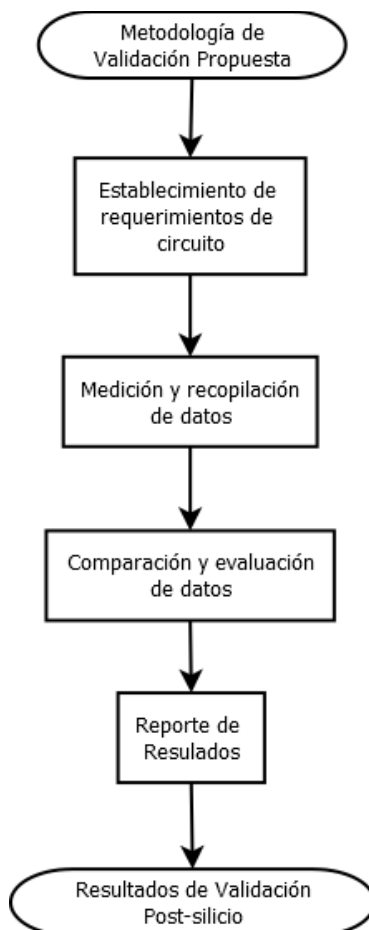 Metodología de
Validación Propuesta
Establecimiento de
requerimientos de
circuito
Medición y recopilación
de datos
Comparación y evaluación
de datos
Reporte de
Resulados
Resultados de Validación
Post-silicio